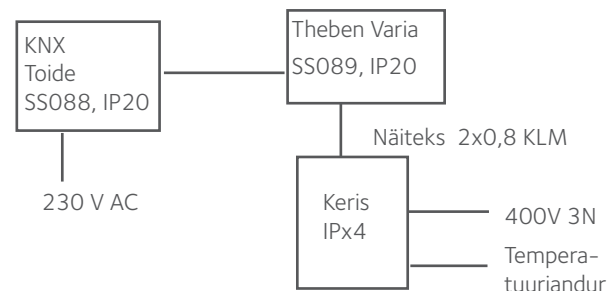 KNX
Toide
SS088, IP20
Theben Varia
SS089, IP20
Näiteks 2x0,8 KLM
230 V AC
Keris
IPx4
400V 3N
Tempera-
tuuriandur